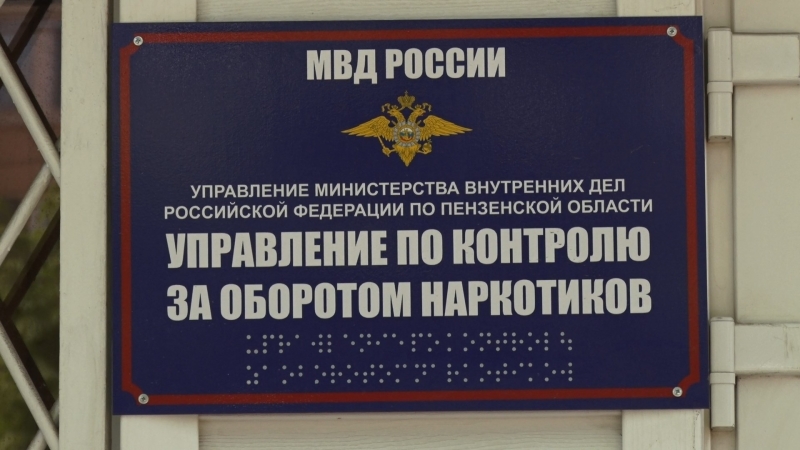 МВД РОССИИ
УПРАВЛЕНИЕ МИНИСТЕРСТВА ВНУТРЕННИХ ДЕЛ
РОССИЙСКОЙ ФЕДЕРАЦИИ ПО ПЕНЗЕНСКОЙ ОБЛАСТИ
УПРАВЛЕНИЕ ПО КОНТРОЛЮ
ЗА ОБОРОТОМ НАРКОТИКОВ